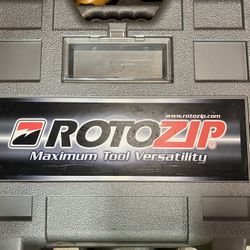 www.rotozip.com
ROTOZIP®
Maximum Tool Versatility